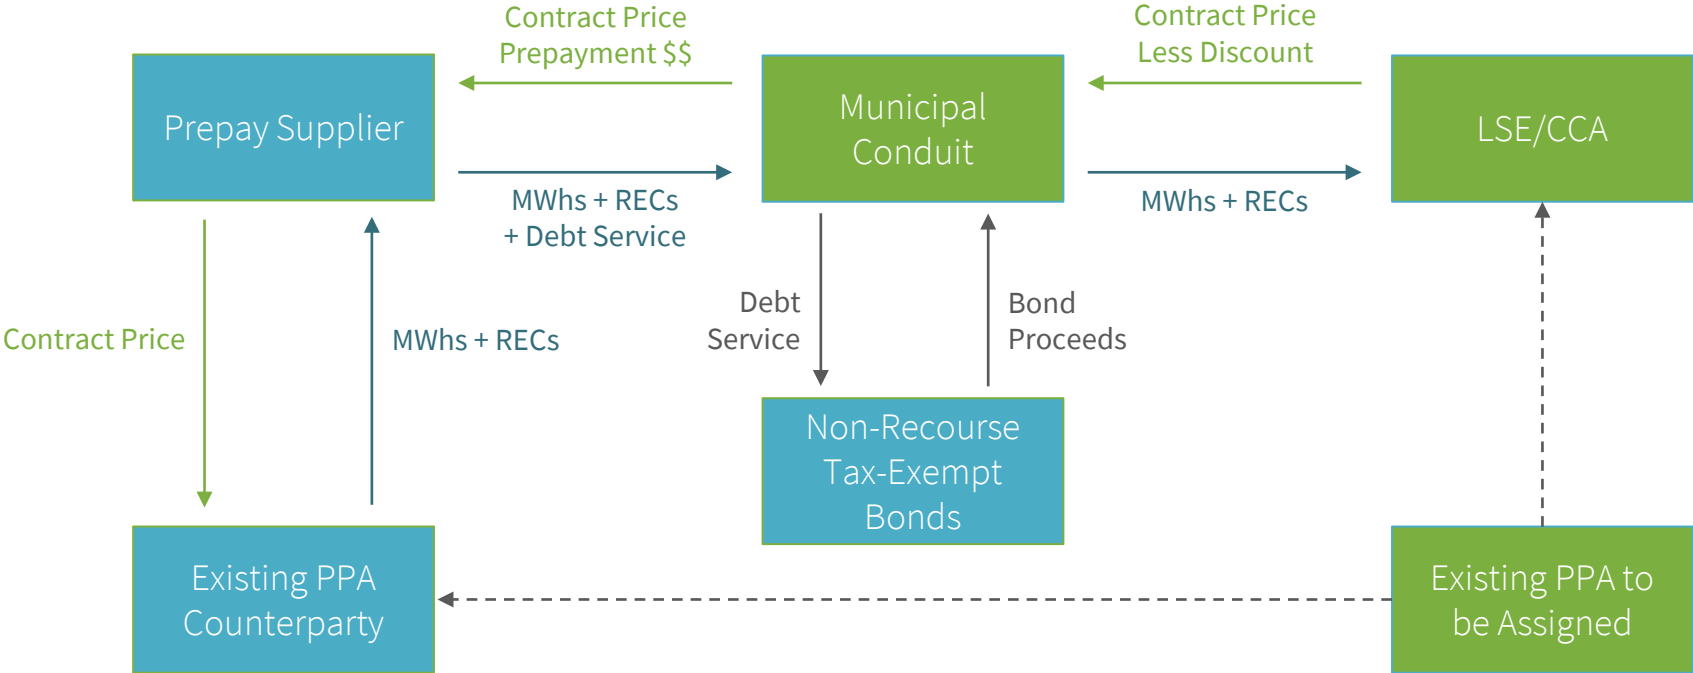 Contract Price
Prepayment $$
Contract Price
Less Discount
Prepay Supplier
Municipal
Conduit
LSE/CCA
MWhs + RECs
+ Debt Service
MWhs + RECs
Contract Price
MWhs + RECs
Debt
Service
Bond
Proceeds
Non-Recourse
Tax-Exempt
Bonds
Existing PPA
Counterparty
Existing PPA to
be Assigned